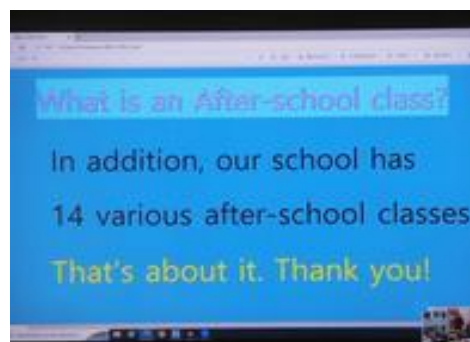 What is an After-school class?
In addition, our school has
14 various after-school classes
That's about it. Thank you!